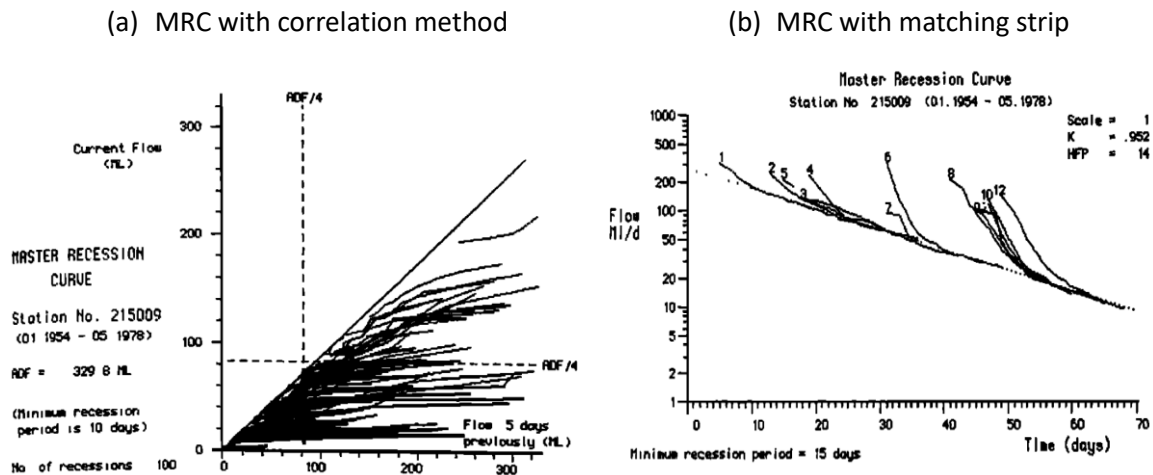 (a) MRC with correlation method
(b) MRC with matching strip
ADF/4
300
Current Flow
(ML)
200
MASTER RECESSION
CURVE
Station No. 215009
(01 1954 - 05 1978)
100
ADF = 329 8 ML
ADF/4
(Minimum recession
period is 10 days)
Flow 5 days
previously (ML)
0
No of recessions 100
0 100 200 300
Master Recession Curve
Station No 215009 (01.1954 - 05.1978)
Scale = 1
K = .952
HFP = 14
1000
500
200
100
50
20
10
5
2
1
Flow
Ml/d
1 2 5 3 4 6 7 8 9 10 12
0 10 20 30 40 50 60 70
Time (days)
Minimum recession period = 15 days